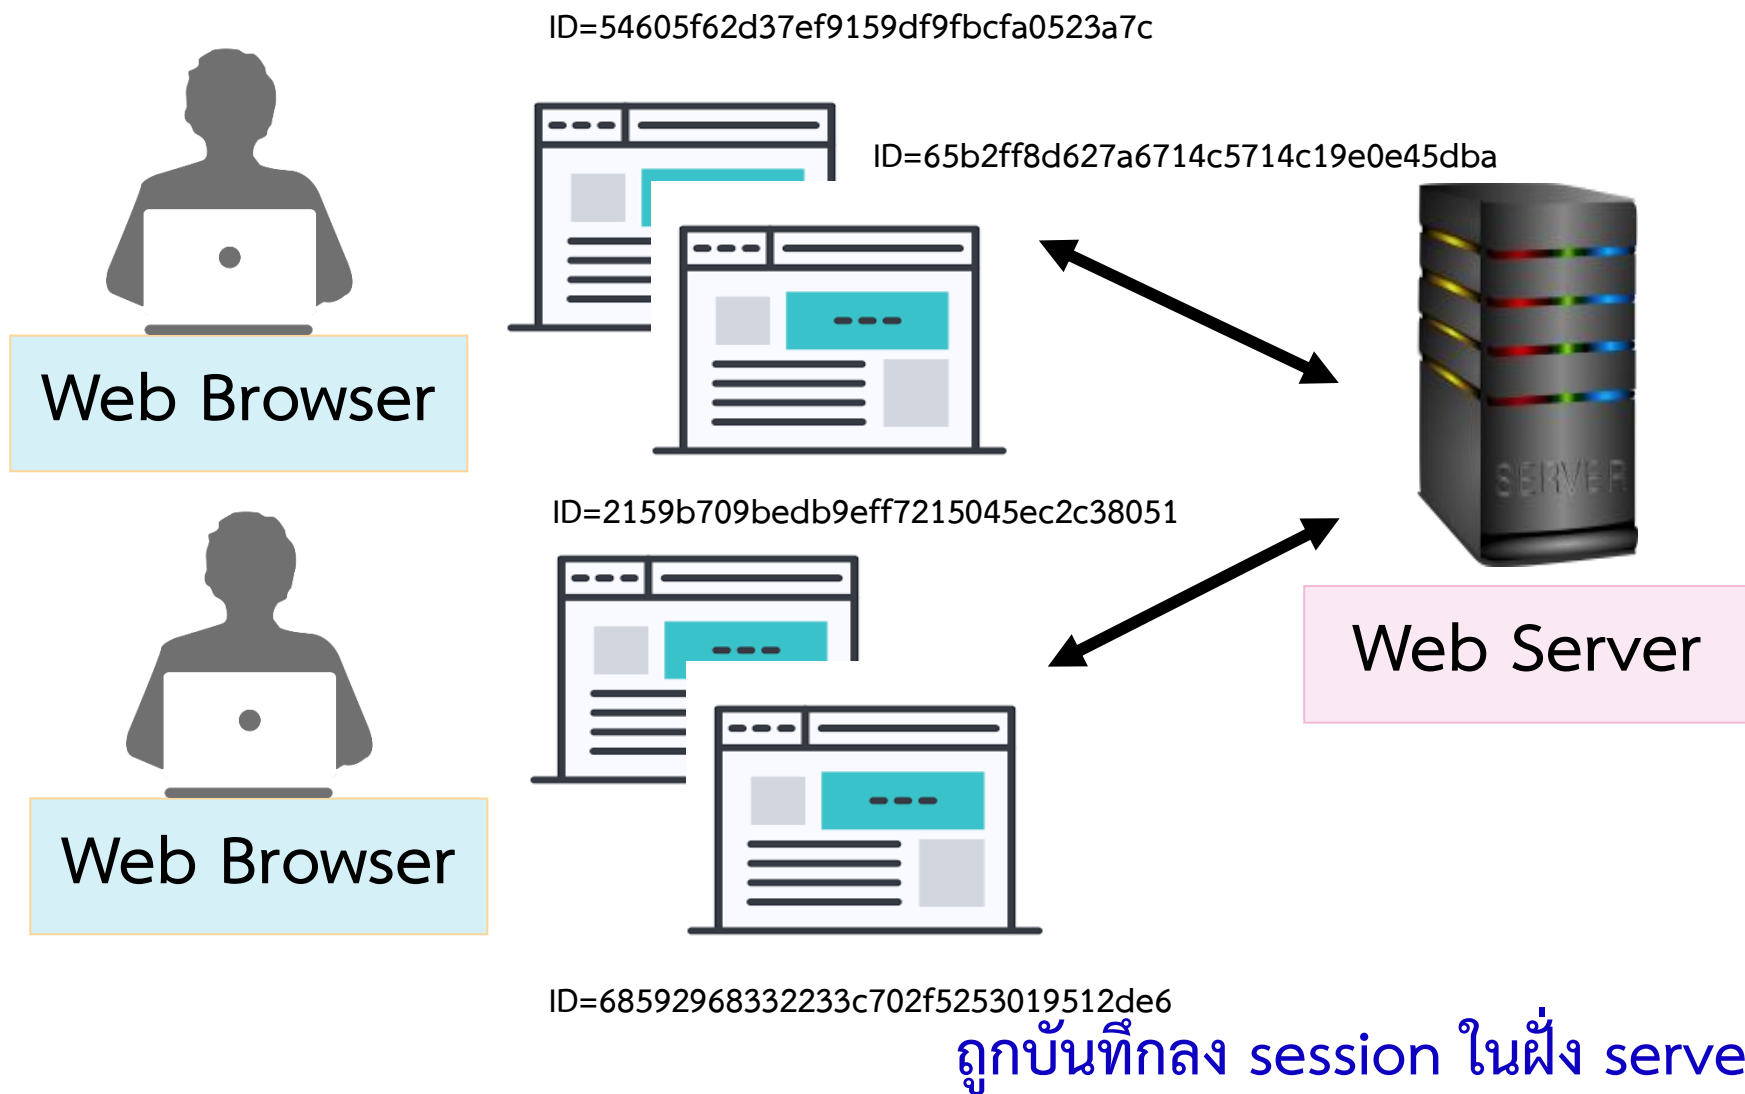 ID=54605f62d37ef9159df9fbcfa0523a7c
ID=65b2ff8d627a6714c5714c19e0e45dba
SERVER
Web Browser
ID=2159b709bedb9eff7215045ec2c38051
Web Server
Web Browser
ID=68592968332233c702f5253019512de6
ถูกบันทึกลง session ในฝั่ง serve